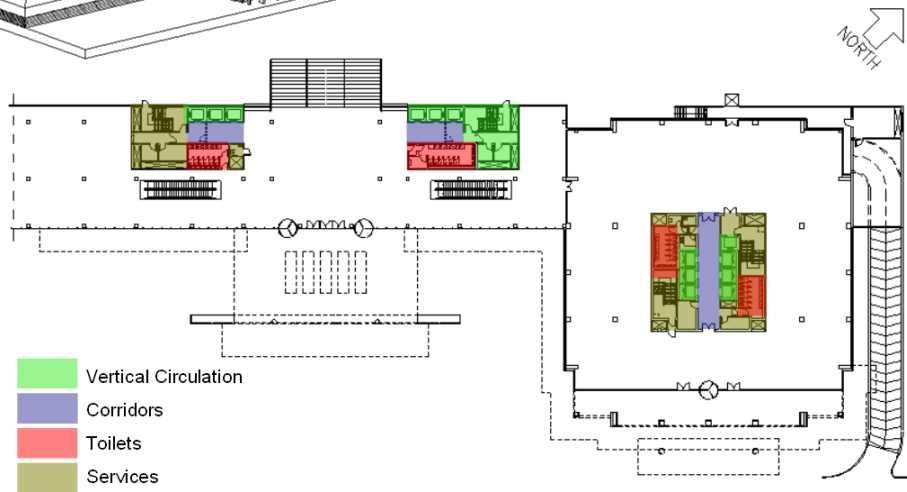 NORTH
Vertical Circulation
Corridors
Toilets
Services